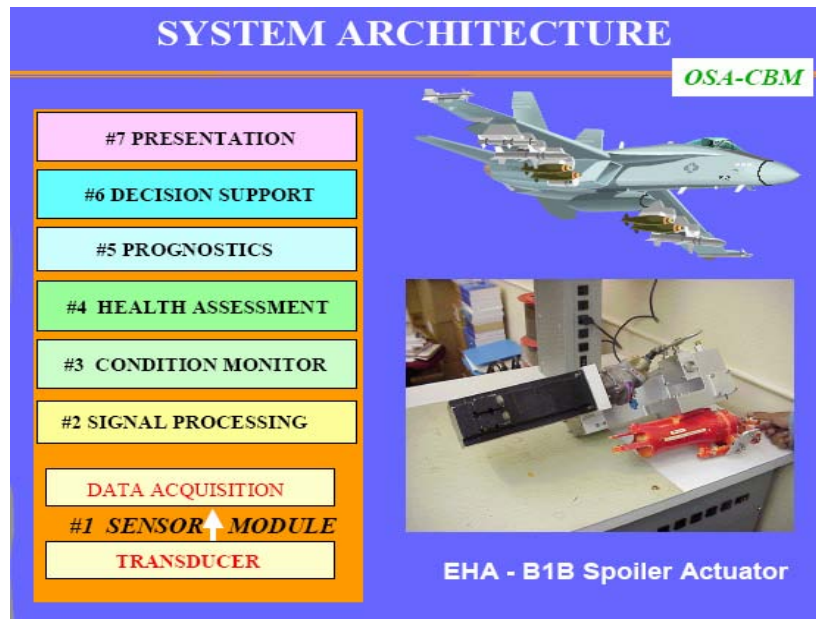 SYSTEM ARCHITECTURE
OSA-CBM
#7 PRESENTATION
#6 DECISION SUPPORT
#5 PROGNOSTICS
#4 HEALTH ASSESSMENT
#3 CONDITION MONITOR
#2 SIGNAL PROCESSING
DATA ACQUISITION
#1 SENSOR MODULE
TRANSDUCER
EHA - B1B Spoiler Actuator